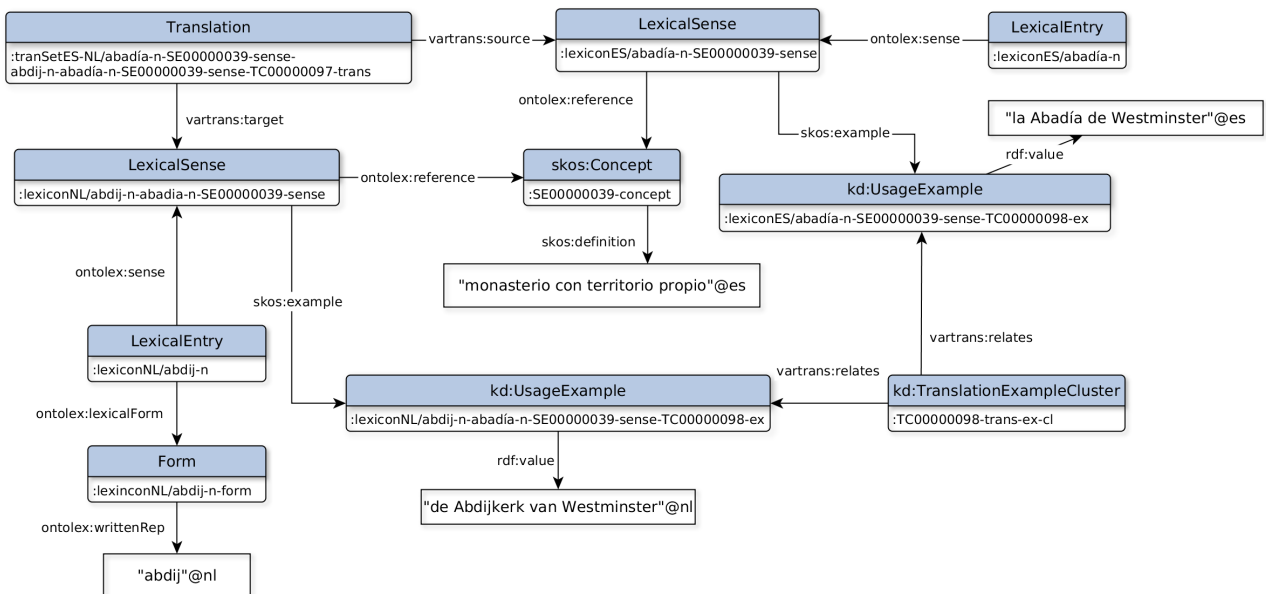 Translation
:tranSetES-NL/abadía-n-SE00000039-sense-
abdij-n-abadía-n-SE00000039-sense-TC00000097-trans
vartrans:source
LexicalSense
:lexiconES/abadía-n-SE00000039-sense
ontolex:sense
LexicalEntry
:lexiconES/abadía-n
vartrans:target
ontolex:reference
skos:example
"la Abadía de Westminster"@es
rdf:value
LexicalSense
:lexiconNL/abdij-n-abadia-n-SE00000039-sense
ontolex:reference
skos:Concept
:SE00000039-concept
kd:UsageExample
:lexiconES/abadía-n-SE00000039-sense-TC00000098-ex
skos:definition
"monasterio con territorio propio"@es
ontolex:sense
skos:example
LexicalEntry
:lexiconNL/abdij-n
vartrans:relates
vartrans:relates
kd:UsageExample
:lexiconNL/abdij-n-abadía-n-SE00000039-sense-TC00000098-ex
kd:TranslationExampleCluster
:TC00000098-trans-ex-cl
ontolex:lexicalForm
Form
:lexinconNL/abdij-n-form
rdf:value
"de Abdijkerk van Westminster"@nl
ontolex:writtenRep
"abdij"@nl